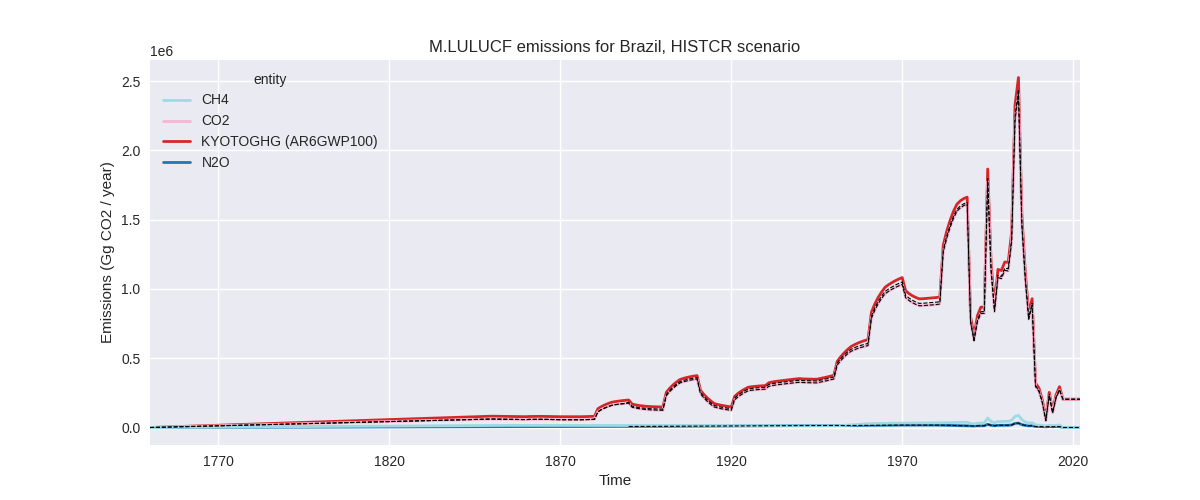 M.LULUCF emissions for Brazil, HISTCR scenario
1e6
entity
CH4
CO2
KYOTOGHG (AR6GWP100)
N2O
2.5
2.0
1.5
1.0
0.5
0.0
Emissions (Gg CO2 / year)
1770
1820
1870
1920
1970
2020
Time